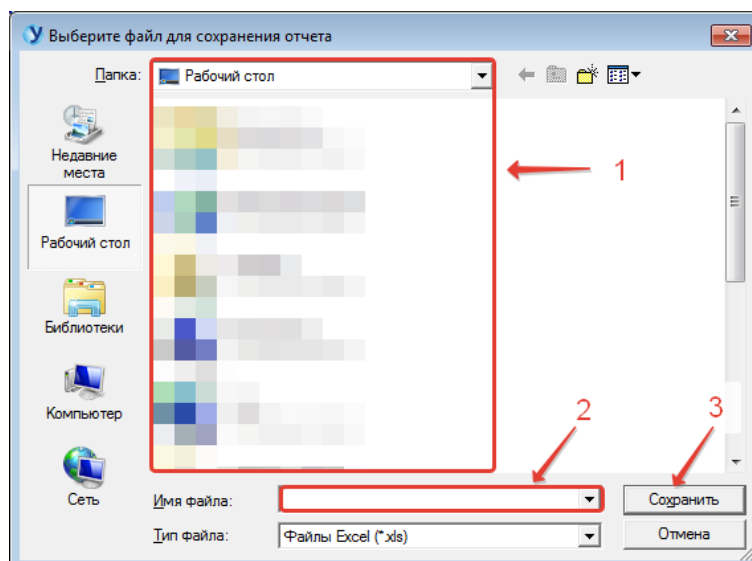 Выберите файл для сохранения отчета
Папка:
Рабочий стол
1
Недавние
места
Рабочий стол
Библиотеки
Компьютер
Сеть
2
3
Имя файла:
Сохранить
Тип файла:
Файлы Excel (*.xls)
Отмена